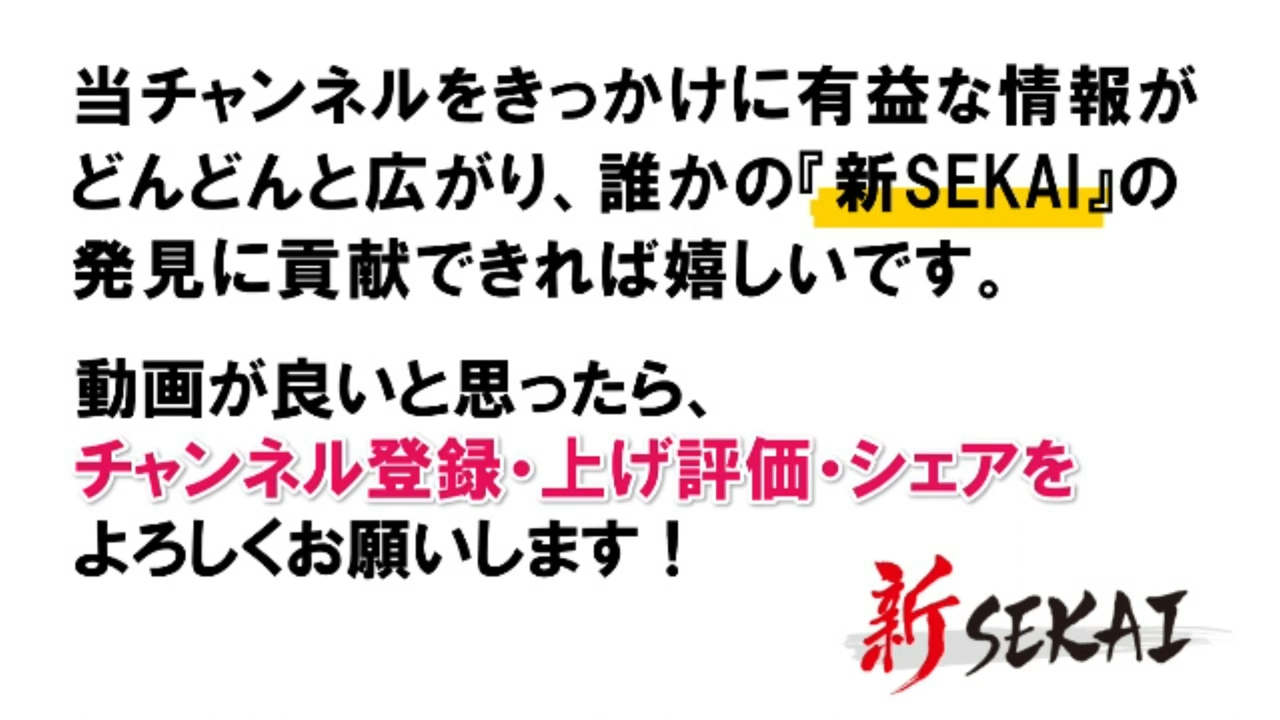 当チャンネルをきっかけに有益な情報が
どんどんと広がり、誰かの『新SEKAI』の
発見に貢献できれば嬉しいです。
動画が良いと思ったら、
チャンネル登録・上げ評価・シェアを
よろしくお願いします！
新SEKAI